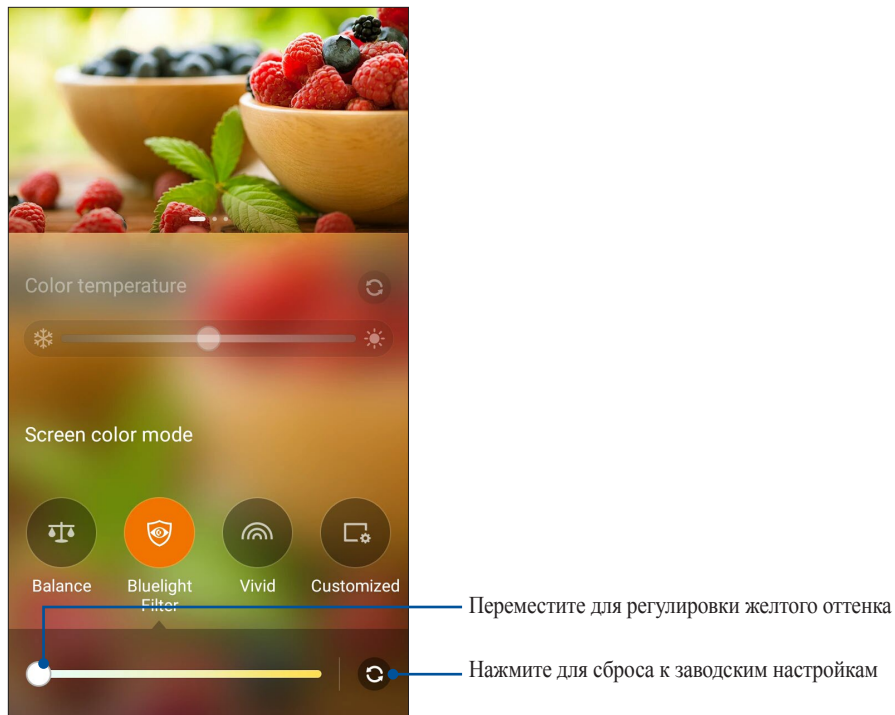 Color temperature
Screen color mode
Balance
Bluelight
Filter
Vivid
Customized
Переместите для регулировки желтого оттенка
Нажмите для сброса к заводским настройкам